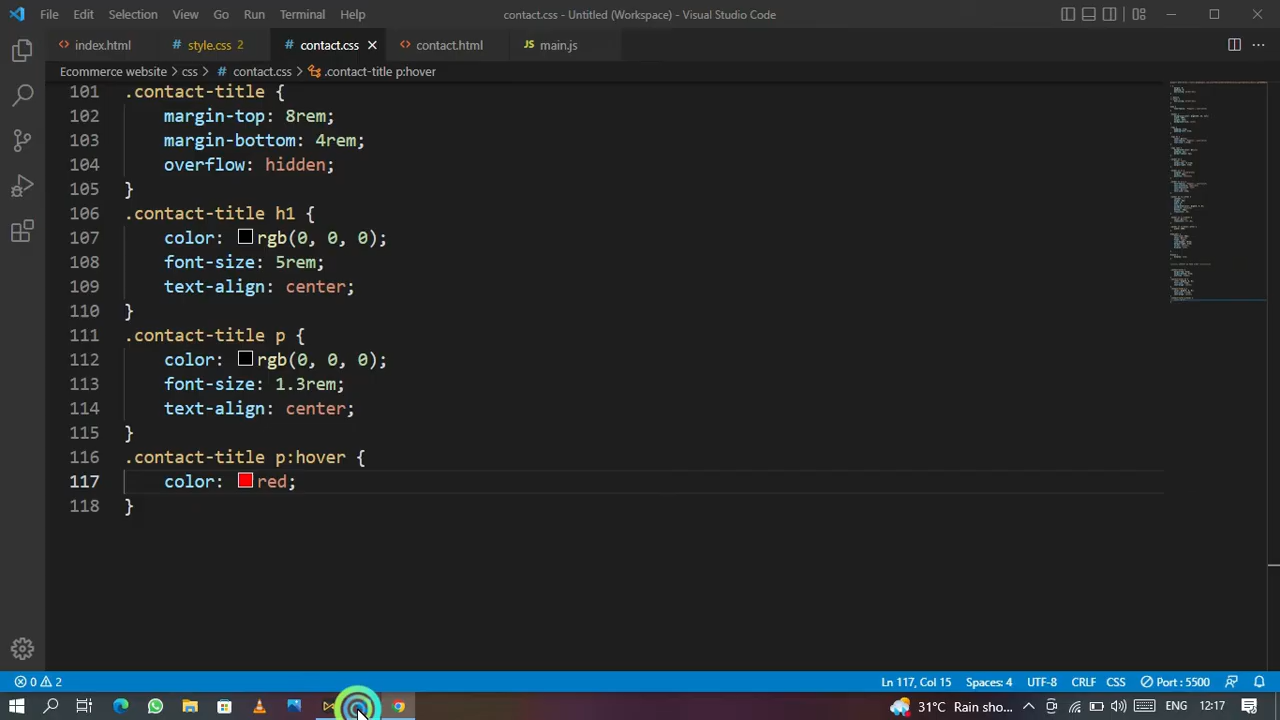 File Edit Selection View Go Run Terminal Help contact.css - Untitled (Workspace) - Visual Studio Code
index.html style.css 2 contact.css contact.html main.js
Ecommerce website > css > contact.css > .contact-title p:hover
101 .contact-title {
102 margin-top: 8rem;
103 margin-bottom: 4rem;
104 overflow: hidden;
105 }
106 .contact-title h1 {
107 color: rgb(0, 0, 0);
108 font-size: 5rem;
109 text-align: center;
110 }
111 .contact-title p {
112 color: rgb(0, 0, 0);
113 font-size: 1.3rem;
114 text-align: center;
115 }
116 .contact-title p:hover {
117 color: red;
118 }
0 2 Ln 117, Col 15 Spaces: 4 UTF-8 CRLF CSS Port : 5500
31°C Rain sho... ENG 12:17